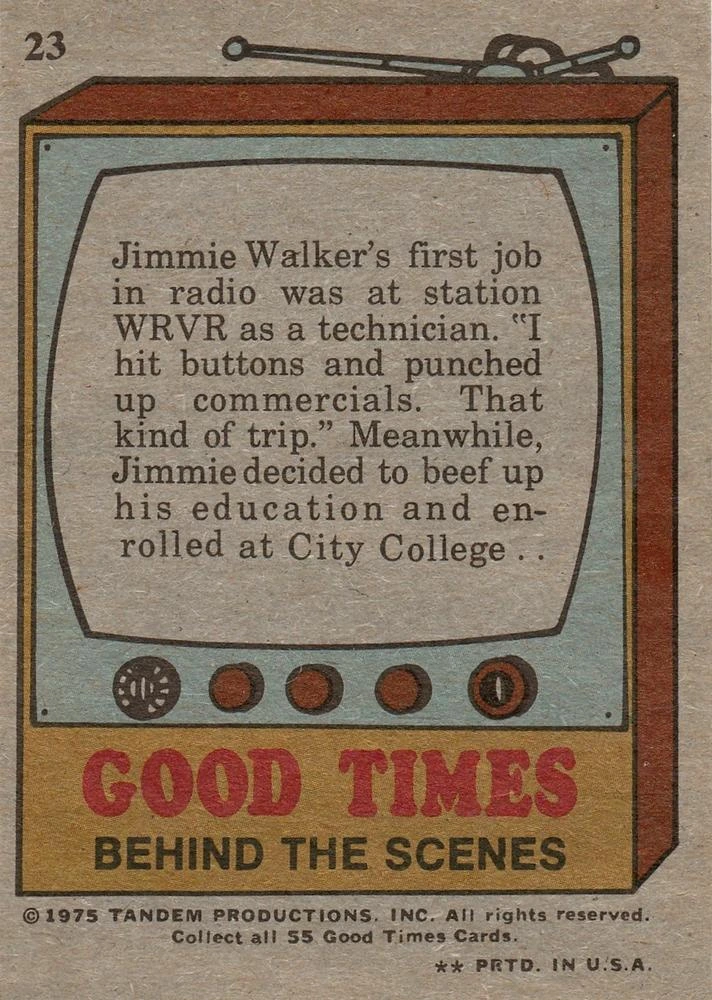 23
Jimmie Walker's first job
in radio was at station
WRVR as a technician. "I
hit buttons and punched
up commercials. That
kind of trip." Meanwhile,
Jimmie decided to beef up
his education and en-
rolled at City College . .
GOOD TIMES
BEHIND THE SCENES
©1975 TANDEM PRODUCTIONS, INC. All rights reserved.
Collect all 55 Good Times Cards.
** PRTD. IN U.S.A.